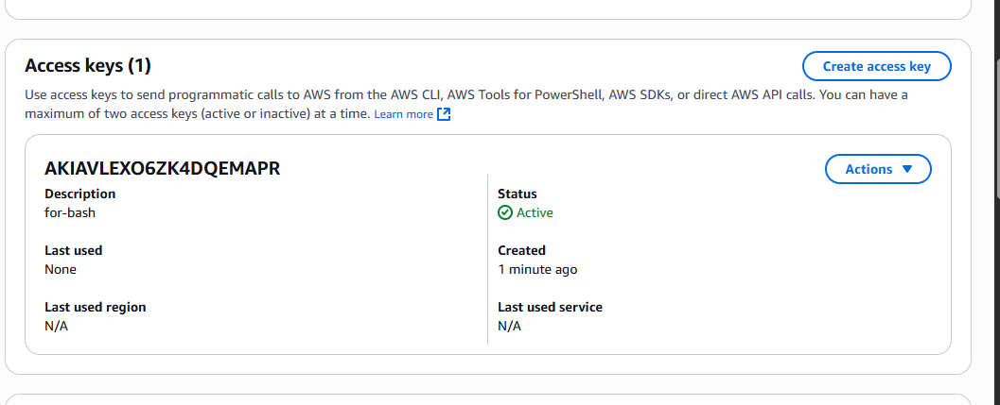 Access keys (1)
Create access key
Use access keys to send programmatic calls to AWS from the AWS CLI, AWS Tools for PowerShell, AWS SDKs, or direct AWS API calls. You can have a
maximum of two access keys (active or inactive) at a time. Learn more
AKIAVLEXO6ZK4DQEMAPR
Actions
Description
for-bash
Status
Active
Last used
None
Created
1 minute ago
Last used region
N/A
Last used service
N/A